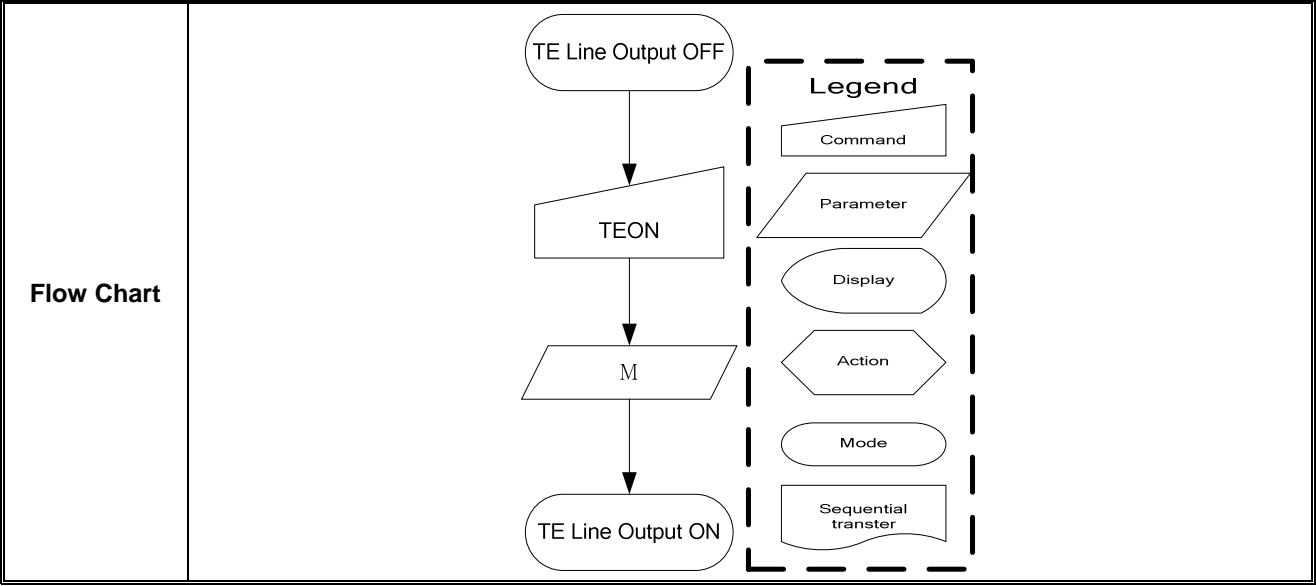 Flow Chart
TE Line Output OFF
TEON
M
TE Line Output ON
Legend
Command
Parameter
Display
Action
Mode
Sequential
transter